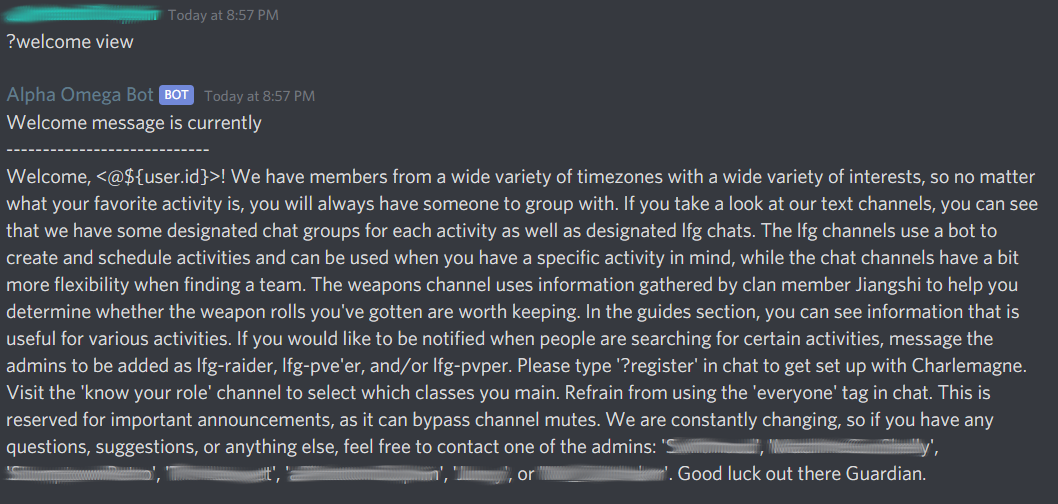 Today at 8:57 PM
?welcome view
Alpha Omega Bot BOT Today at 8:57 PM
Welcome message is currently
----------------------------
Welcome, <@${user.id}>! We have members from a wide variety of timezones with a wide variety of interests, so no matter
what your favorite activity is, you will always have someone to group with. If you take a look at our text channels, you can see
that we have some designated chat groups for each activity as well as designated lfg chats. The lfg channels use a bot to
create and schedule activities and can be used when you have a specific activity in mind, while the chat channels have a bit
more flexibility when finding a team. The weapons channel uses information gathered by clan member Jiangshi to help you
determine whether the weapon rolls you've gotten are worth keeping. In the guides section, you can see information that is
useful for various activities. If you would like to be notified when people are searching for certain activities, message the
admins to be added as lfg-raider, lfg-pve'er, and/or lfg-pvper. Please type '?register' in chat to get set up with Charlemagne.
Visit the 'know your role' channel to select which classes you main. Refrain from using the 'everyone' tag in chat. This is
reserved for important announcements, as it can bypass channel mutes. We are constantly changing, so if you have any
questions, suggestions, or anything else, feel free to contact one of the admins:
or . Good luck out there Guardian.